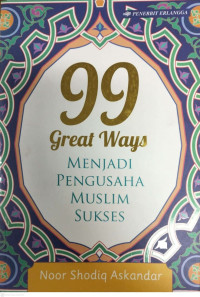 PENERBIT ERLANGGA
99
Great Ways
MENJADI
PENGUSAHA
MUSLIM
SUKSES
Noor Shodiq Askandar